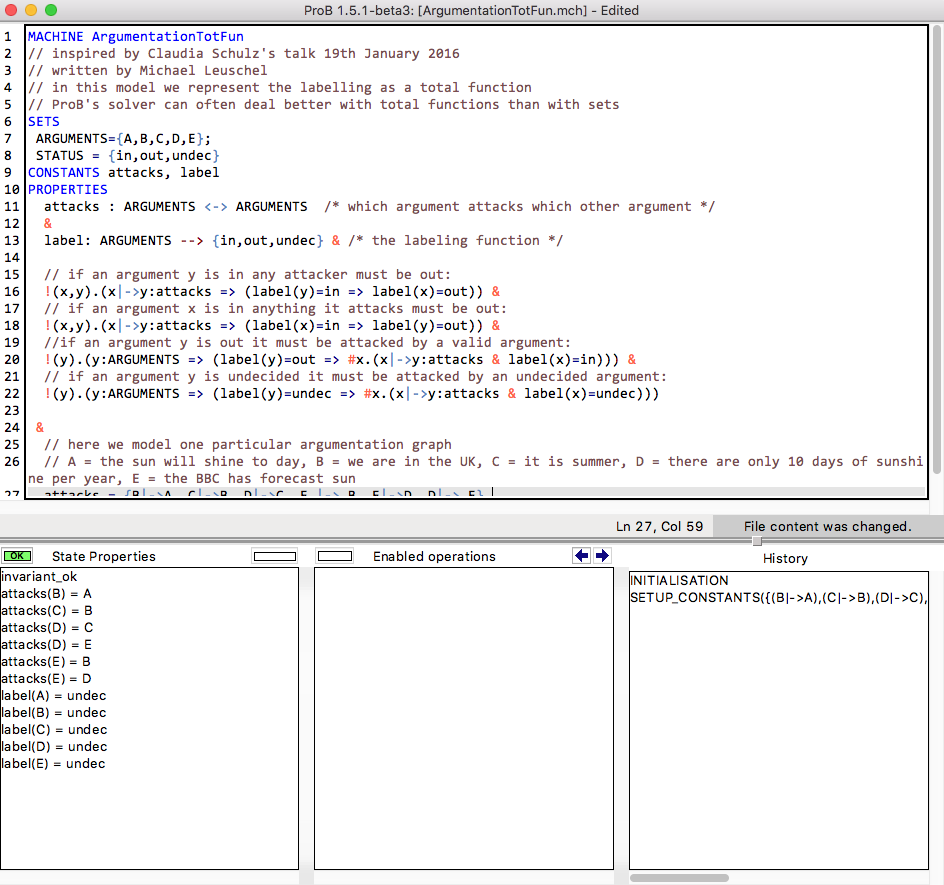 ProB 1.5.1-beta3: [ArgumentationTotFun.mch] - Edited
1 MACHINE ArgumentationTotFun
2 // inspired by Claudia Schulz's talk 19th January 2016
3 // written by Michael Leuschel
4 // in this model we represent the labelling as a total function
5 // ProB's solver can often deal better with total functions than with sets
6 SETS
7 ARGUMENTS={A,B,C,D,E};
8 STATUS = {in,out,undec}
9 CONSTANTS attacks, label
10 PROPERTIES
11 attacks : ARGUMENTS <-> ARGUMENTS /* which argument attacks which other argument */
12 &
13 label: ARGUMENTS --> {in,out,undec} & /* the labeling function */
14
15 // if an argument y is in any attacker must be out:
16 !(x,y).(x|->y:attacks => (label(y)=in => label(x)=out)) &
17 // if an argument x is in anything it attacks must be out:
18 !(x,y).(x|->y:attacks => (label(x)=in => label(y)=out)) &
19 //if an argument y is out it must be attacked by a valid argument:
20 !(y).(y:ARGUMENTS => (label(y)=out => #x.(x|->y:attacks & label(x)=in))) &
21 // if an argument y is undecided it must be attacked by an undecided argument:
22 !(y).(y:ARGUMENTS => (label(y)=undec => #x.(x|->y:attacks & label(x)=undec)))
23
24 &
25 // here we model one particular argumentation graph
26 // A = the sun will shine to day, B = we are in the UK, C = it is summer, D = there are only 10 days of sunshi
ne per year, E = the BBC has forecast sun
27 attacks = {B|->A, C|->B, D|->C, E |-> B, E|->D, D|-> E}
Ln 27, Col 59 File content was changed.
OK State Properties Enabled operations History
invariant_ok
attacks(B) = A
attacks(C) = B
attacks(D) = C
attacks(D) = E
attacks(E) = B
attacks(E) = D
label(A) = undec
label(B) = undec
label(C) = undec
label(D) = undec
label(E) = undec
INITIALISATION
SETUP_CONSTANTS({(B|->A),(C|->B),(D|->C),